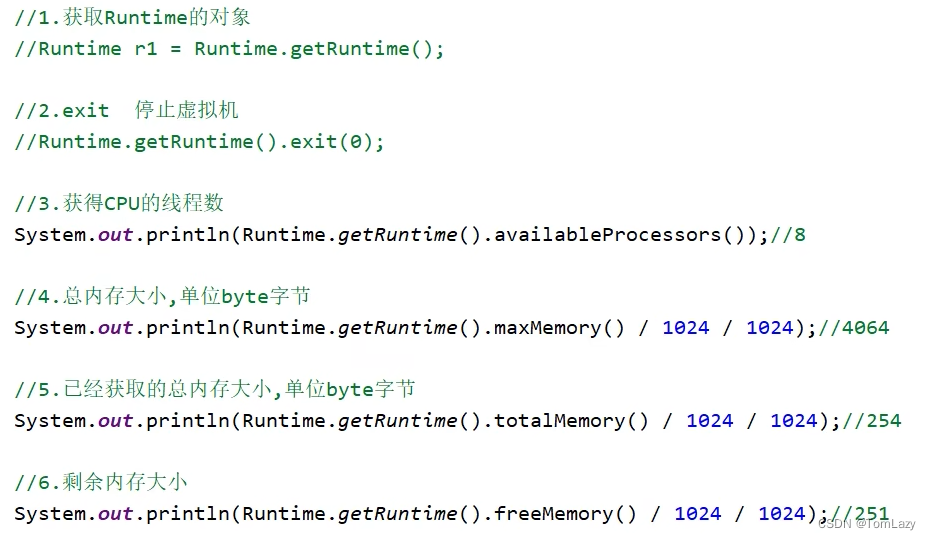 //1.获取Runtime的对象
//Runtime r1 = Runtime.getRuntime();
//2.exit  停止虚拟机
//Runtime.getRuntime().exit(0);
//3.获得CPU的线程数
System.out.println(Runtime.getRuntime().availableProcessors());//8
//4.总内存大小,单位byte字节
System.out.println(Runtime.getRuntime().maxMemory() / 1024 / 1024);//4064
//5.已经获取的总内存大小,单位byte字节
System.out.println(Runtime.getRuntime().totalMemory() / 1024 / 1024);//254
//6.剩余内存大小
System.out.println(Runtime.getRuntime().freeMemory() / 1024 / 1024);//251
CSDN @TomLazy